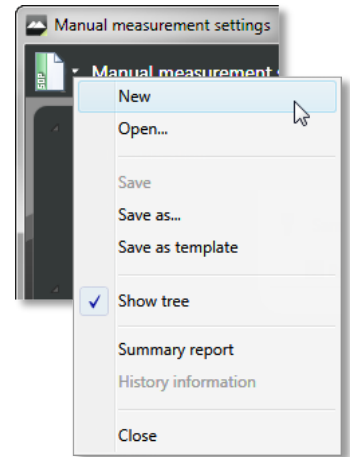 Manual measurement settings
SOP
Manual measurement s
New
Open...
Save
Save as...
Save as template
Show tree
Summary report
History information
Close